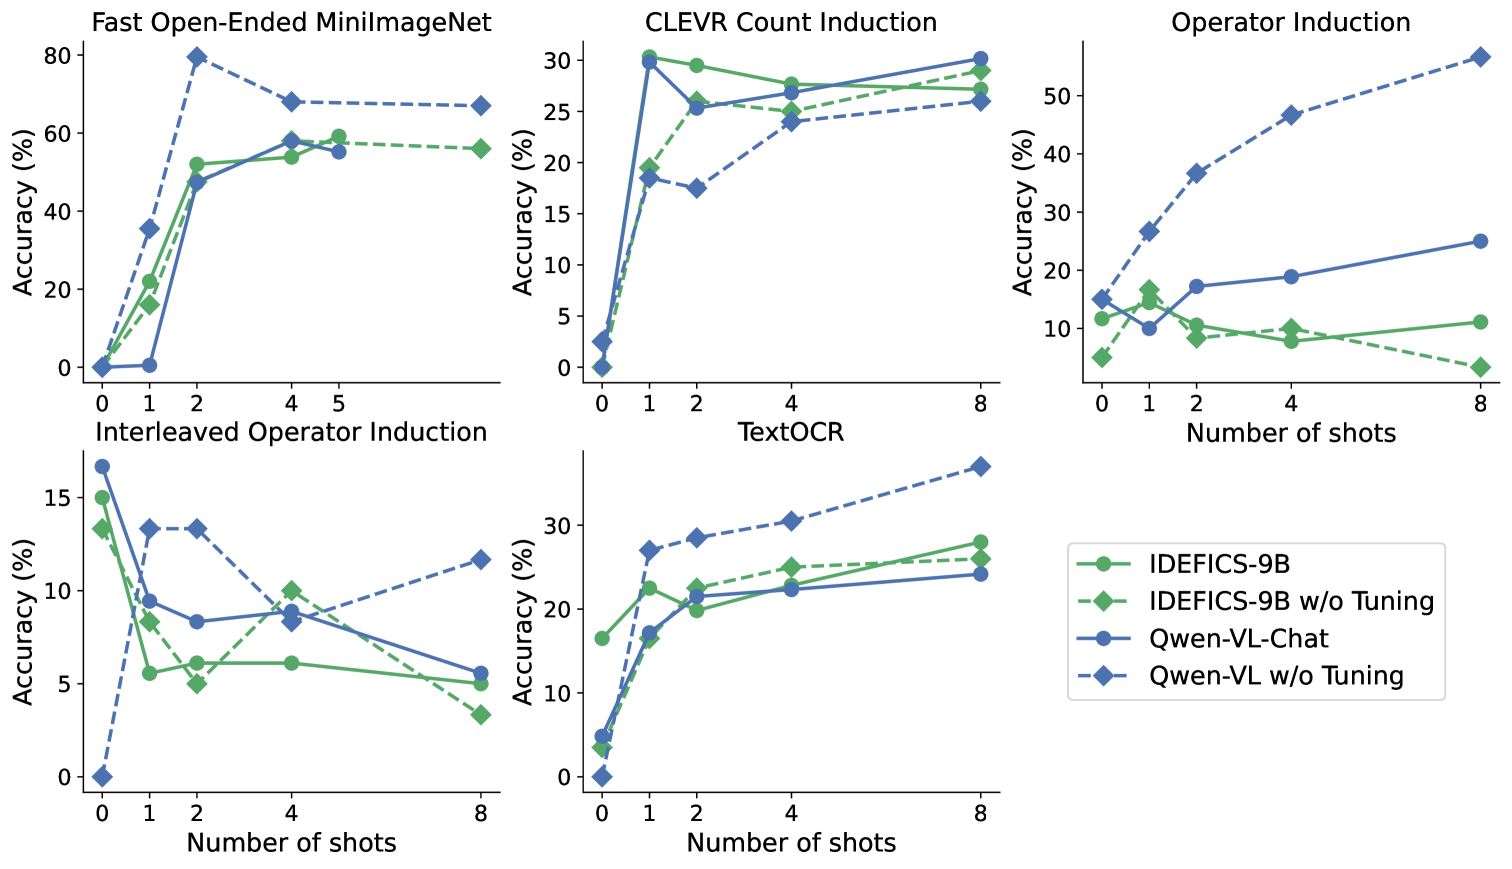 Fast Open-Ended MiniImageNet
Accuracy (%)
80
60
40
20
0
0 1 2 4 5
CLEVR Count Induction
Accuracy (%)
30
25
20
15
10
5
0
0 1 2 4 8
Operator Induction
Accuracy (%)
50
40
30
20
10
0 1 2 4 8
Number of shots
Interleaved Operator Induction
Accuracy (%)
15
10
5
0
0 1 2 4 8
Number of shots
TextOCR
Accuracy (%)
30
20
10
0
0 1 2 4 8
Number of shots
IDEFICS-9B
IDEFICS-9B w/o Tuning
Qwen-VL-Chat
Qwen-VL w/o Tuning